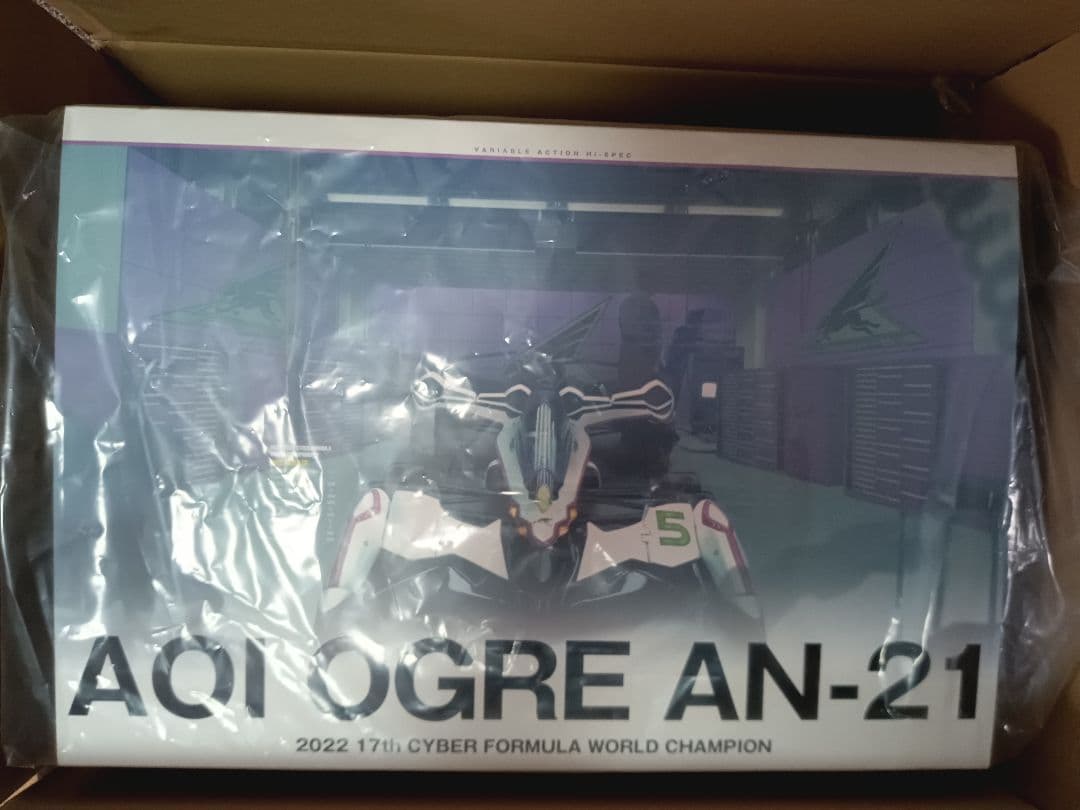 VARIABLE ACTION HI-SPEC
5
AOI OGRE AN-21
2022 17th CYBER FORMULA WORLD CHAMPION